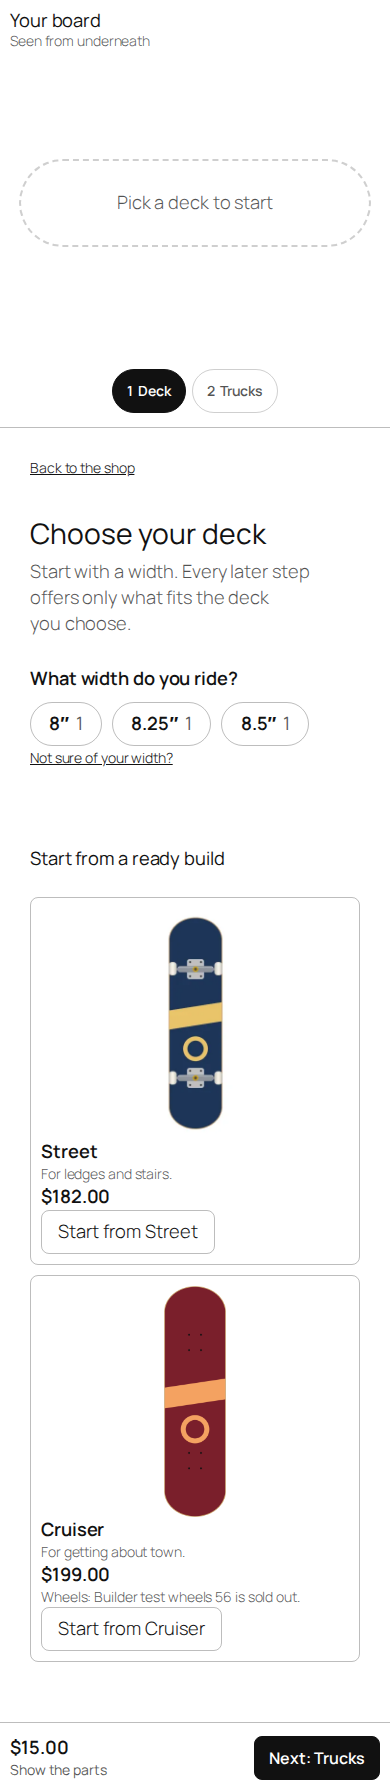 Your board
Seen from underneath
Pick a deck to start
1 Deck
2 Trucks
Back to the shop
Choose your deck
Start with a width. Every later step
offers only what fits the deck
you choose.
What width do you ride?
8″ 1
8.25″ 1
8.5″ 1
Not sure of your width?
Start from a ready build
Street
For ledges and stairs.
$182.00
Start from Street
Cruiser
For getting about town.
$199.00
Wheels: Builder test wheels 56 is sold out.
Start from Cruiser
$15.00
Show the parts
Next: Trucks